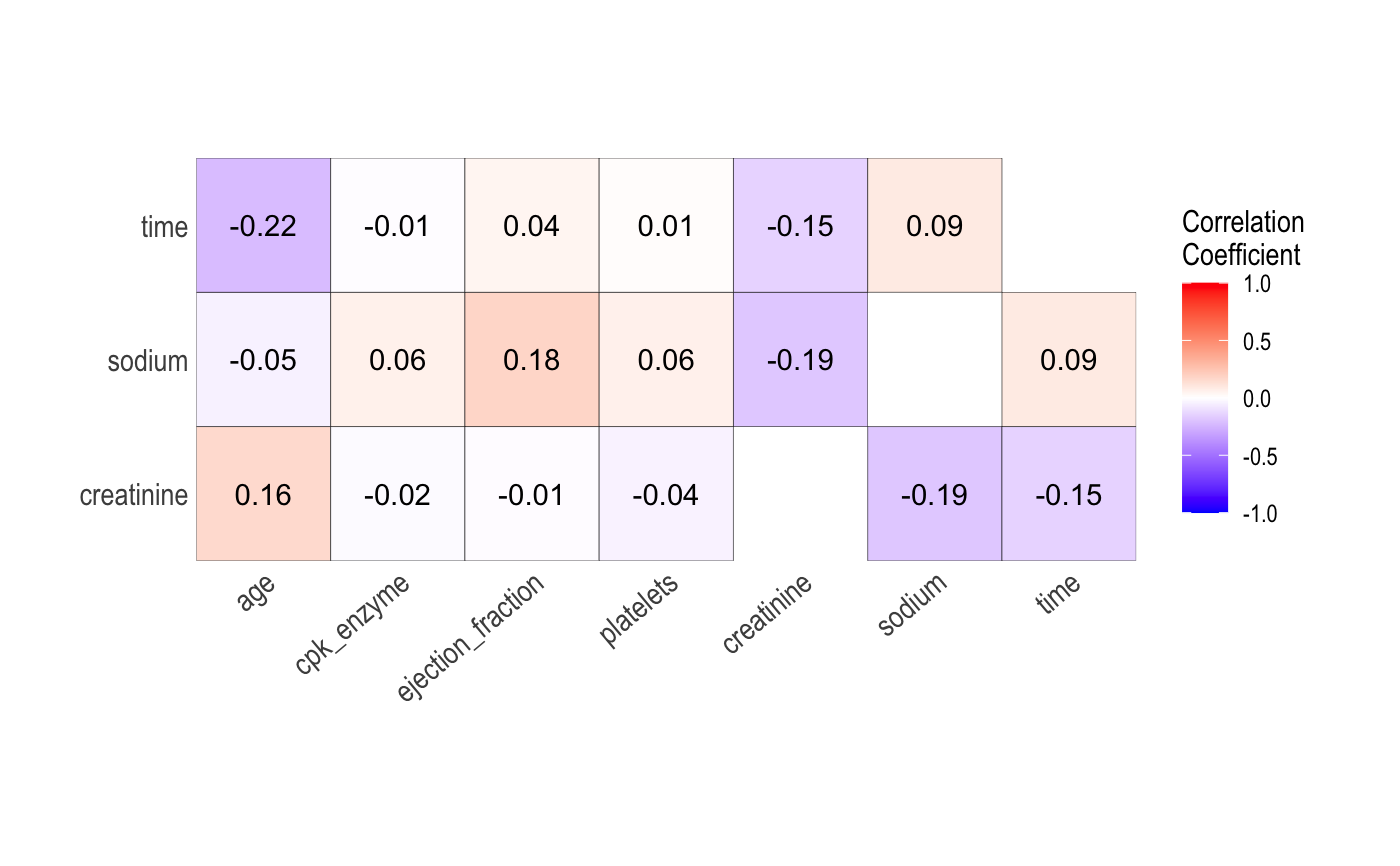 time -0.22 -0.01 0.04 0.01 -0.15 0.09
sodium -0.05 0.06 0.18 0.06 -0.19 0.09
creatinine 0.16 -0.02 -0.01 -0.04 -0.19 -0.15
age cpk_enzyme ejection_fraction platelets creatinine sodium time
Correlation
Coefficient
1.0
0.5
0.0
-0.5
-1.0